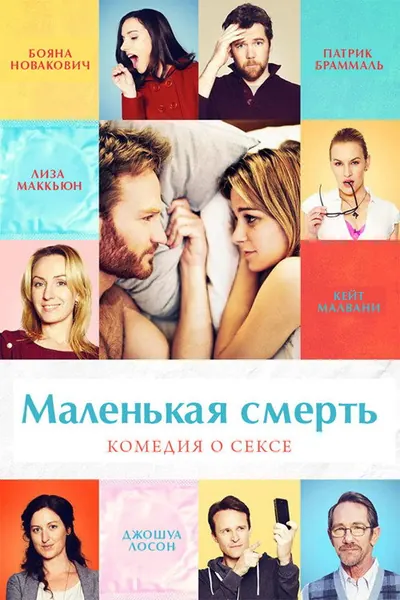 БОЯНА
НОВАКОВИЧ
ПАТРИК
БРАММАЛЬ
ЛИЗА
МАККЬЮН
КЕЙТ
МАЛВАНИ
Маленькая смерть
КОМЕДИЯ О СЕКСЕ
ДЖОШУА
ЛОСОН